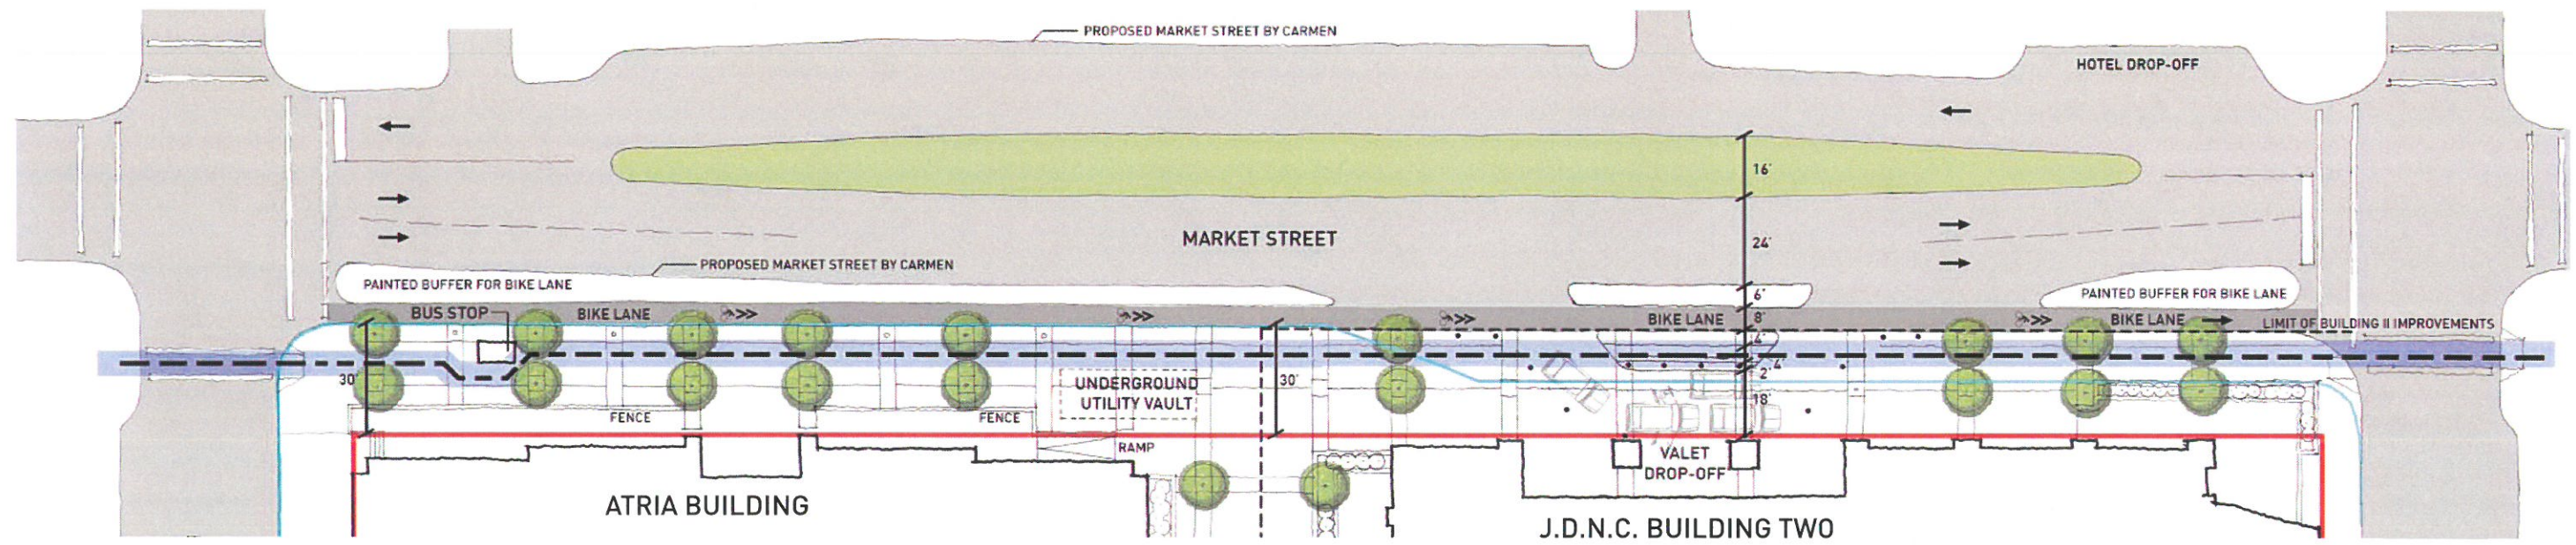 PROPOSED MARKET STREET BY CARMEN
HOTEL DROP-OFF
16'
24'
MARKET STREET
PROPOSED MARKET STREET BY CARMEN
PAINTED BUFFER FOR BIKE LANE
6'
PAINTED BUFFER FOR BIKE LANE
BUS STOP
BIKE LANE
BIKE LANE
8'
BIKE LANE
LIMIT OF BUILDING II IMPROVEMENTS
4'
4'
2'
30'
30'
18'
UNDERGROUND
UTILITY VAULT
FENCE
FENCE
RAMP
VALET
DROP-OFF
ATRIA BUILDING
J.D.N.C. BUILDING TWO